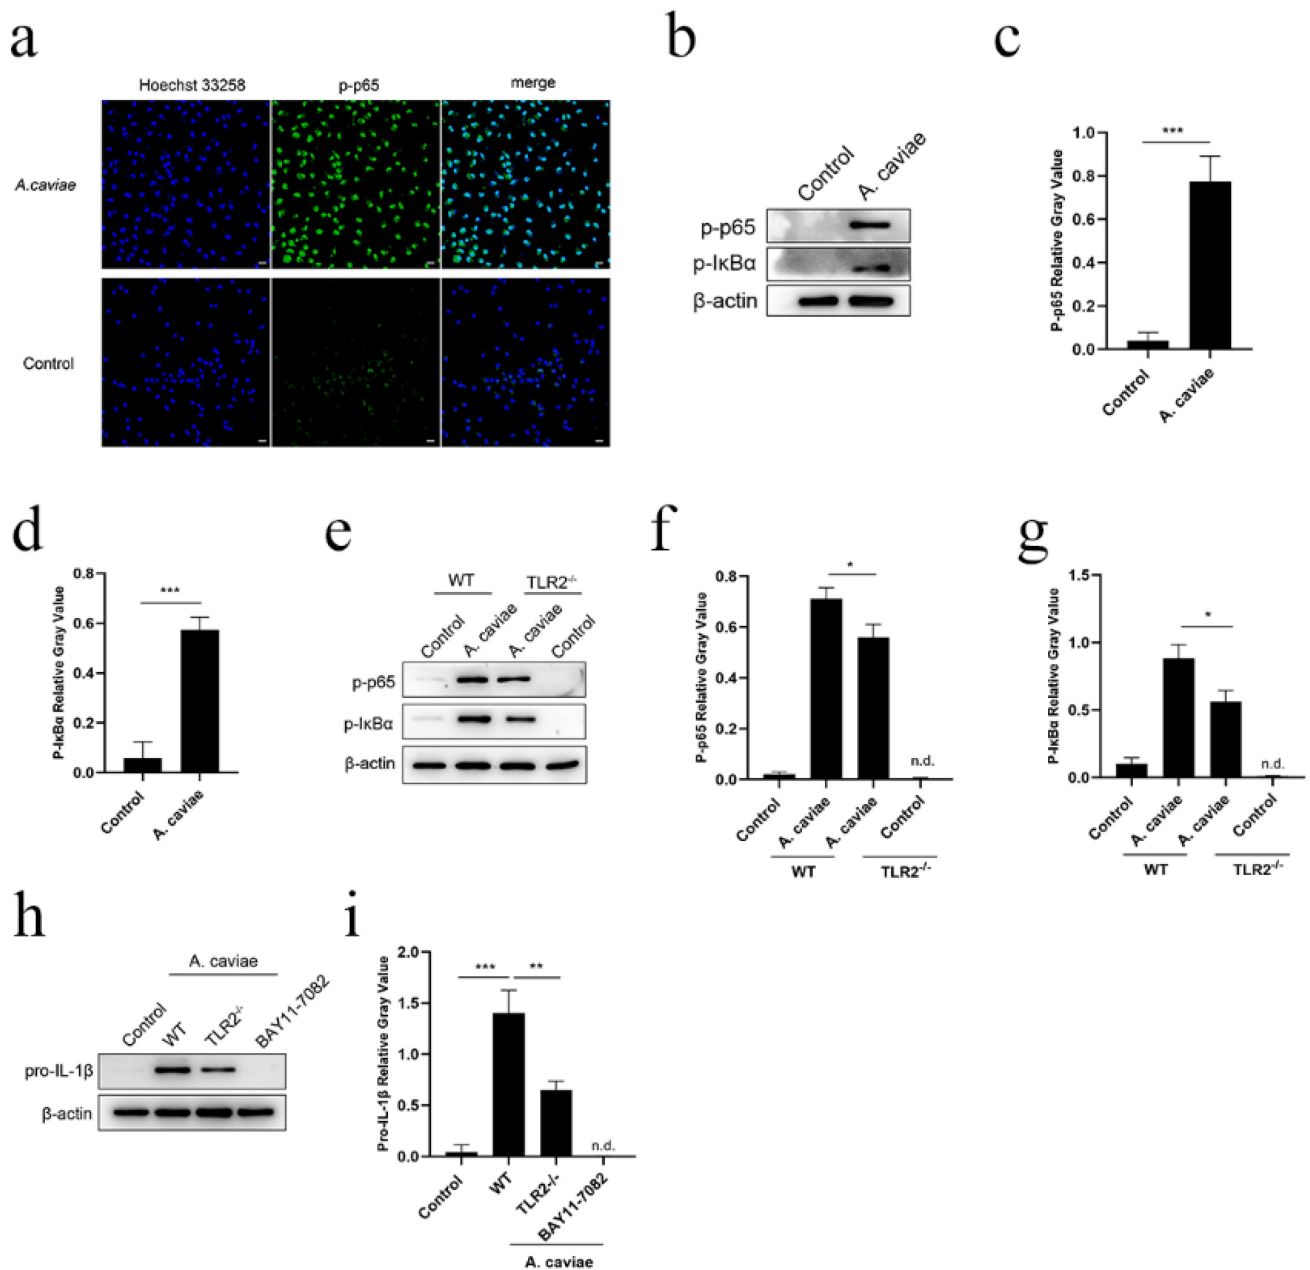 a
Hoechst 33258
p-p65
merge
A.caviae
Control
b
Control
A. caviae
p-p65
p-IκBα
β-actin
c
P-p65 Relative Gray Value
1.0
0.8
0.6
0.4
0.2
0.0
***
Control
A. caviae
d
P-IκBα Relative Gray Value
0.8
0.6
0.4
0.2
0.0
***
Control
A. caviae
e
WT
TLR2-/-
Control
A. caviae
A. caviae
Control
p-p65
p-IκBα
β-actin
f
P-p65 Relative Gray Value
0.8
0.6
0.4
0.2
0.0
*
n.d.
Control
A. caviae
A. caviae
Control
WT
TLR2-/-
g
P-IκBα Relative Gray Value
1.5
1.0
0.5
0.0
*
n.d.
Control
A. caviae
A. caviae
Control
WT
TLR2-/-
h
A. caviae
Control
WT
TLR2-/-
BAY11-7082
pro-IL-1β
β-actin
i
Pro-IL-1β Relative Gray Value
2.0
1.5
1.0
0.5
0.0
***
**
n.d.
Control
WT
TLR2-/-
BAY11-7082
A. caviae